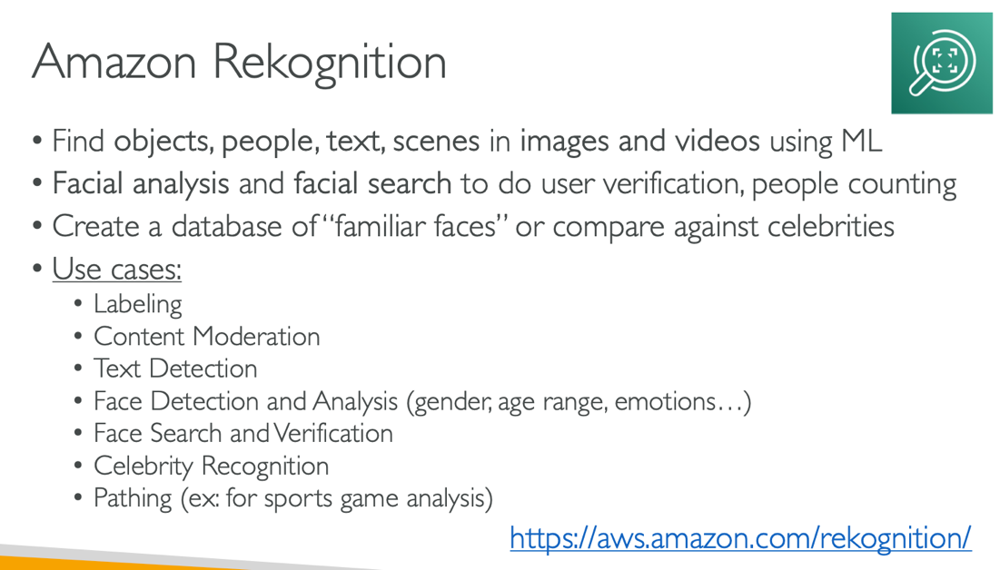 Amazon Rekognition
• Find objects, people, text, scenes in images and videos using ML
• Facial analysis and facial search to do user verification, people counting
• Create a database of “familiar faces” or compare against celebrities
• Use cases:
• Labeling
• Content Moderation
• Text Detection
• Face Detection and Analysis (gender, age range, emotions…)
• Face Search and Verification
• Celebrity Recognition
• Pathing (ex: for sports game analysis)
https://aws.amazon.com/rekognition/